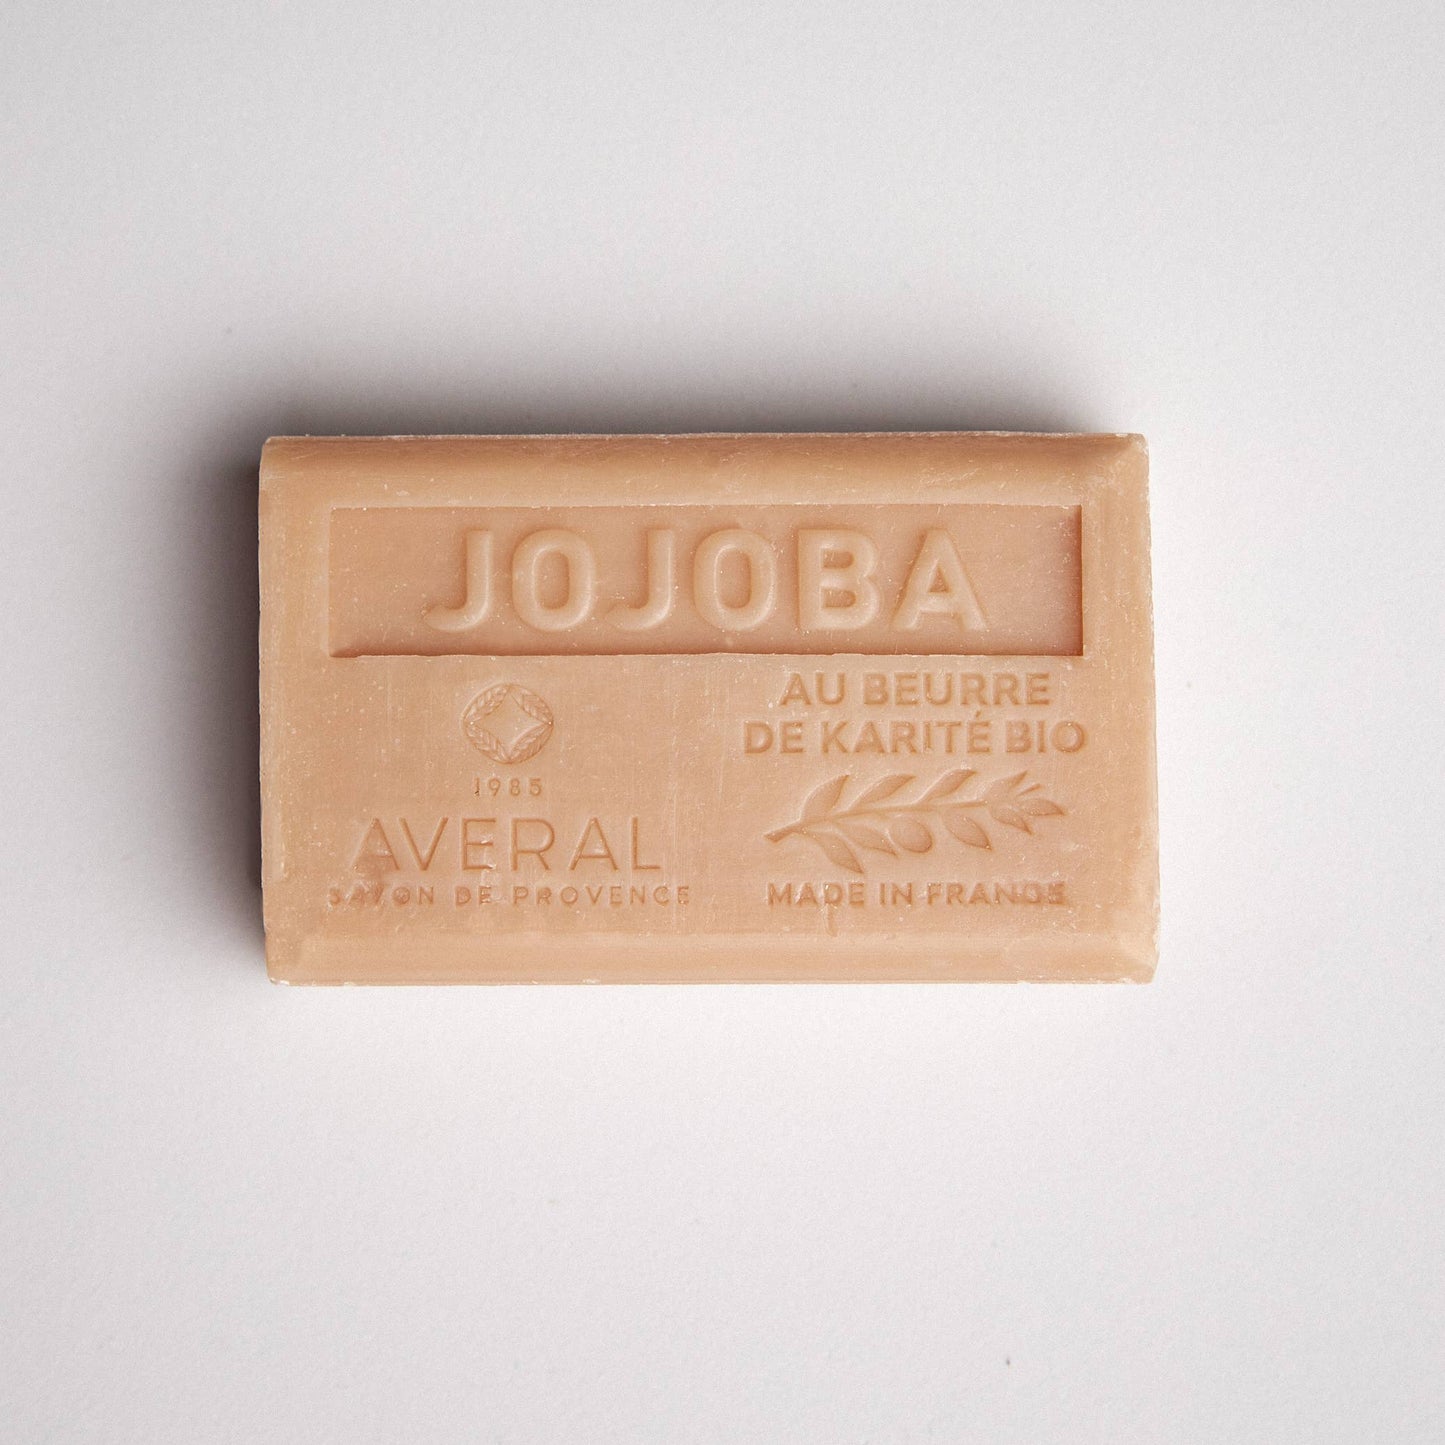 JOJOBA
1985
AVERAL
SAVON DE PROVENCE
AU BEURRE
DE KARITÉ BIO
MADE IN FRANCE